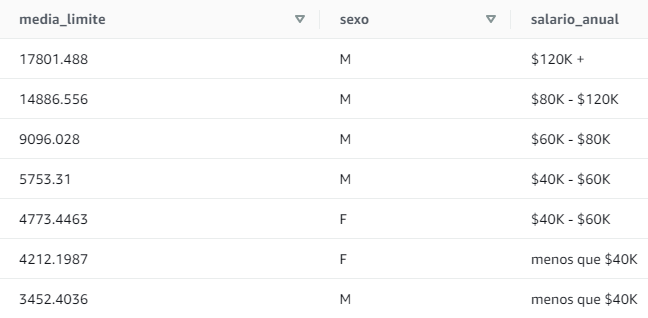 media_limite sexo salario_anual
17801.488 M $120K +
14886.556 M $80K - $120K
9096.028 M $60K - $80K
5753.31 M $40K - $60K
4773.4463 F $40K - $60K
4212.1987 F menos que $40K
3452.4036 M menos que $40K